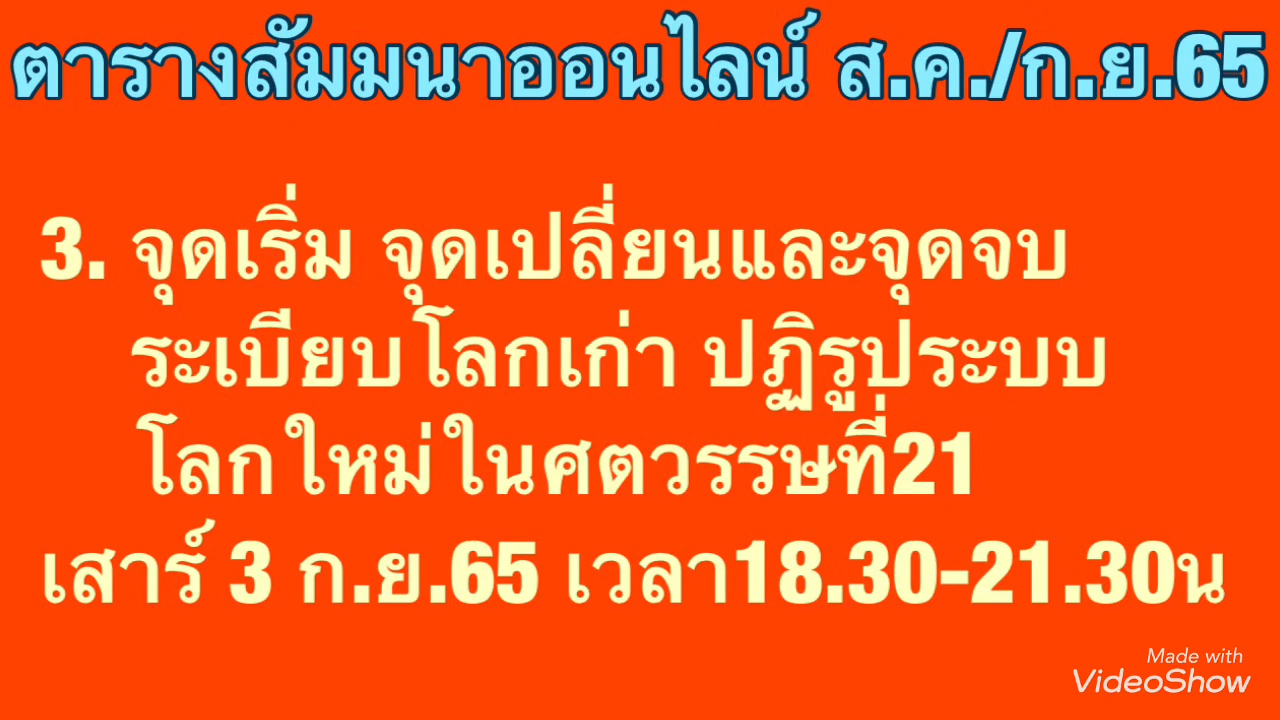 ตารางสัมมนาออนไลน์ ส.ค./ก.ย.65
3. จุดเริ่ม จุดเปลี่ยนและจุดจบ
ระเบียบโลกเก่า ปฏิรูประบบ
โลกใหม่ในศตวรรษที่21
เสาร์ 3 ก.ย.65 เวลา18.30-21.30น
Made with
VideoShow